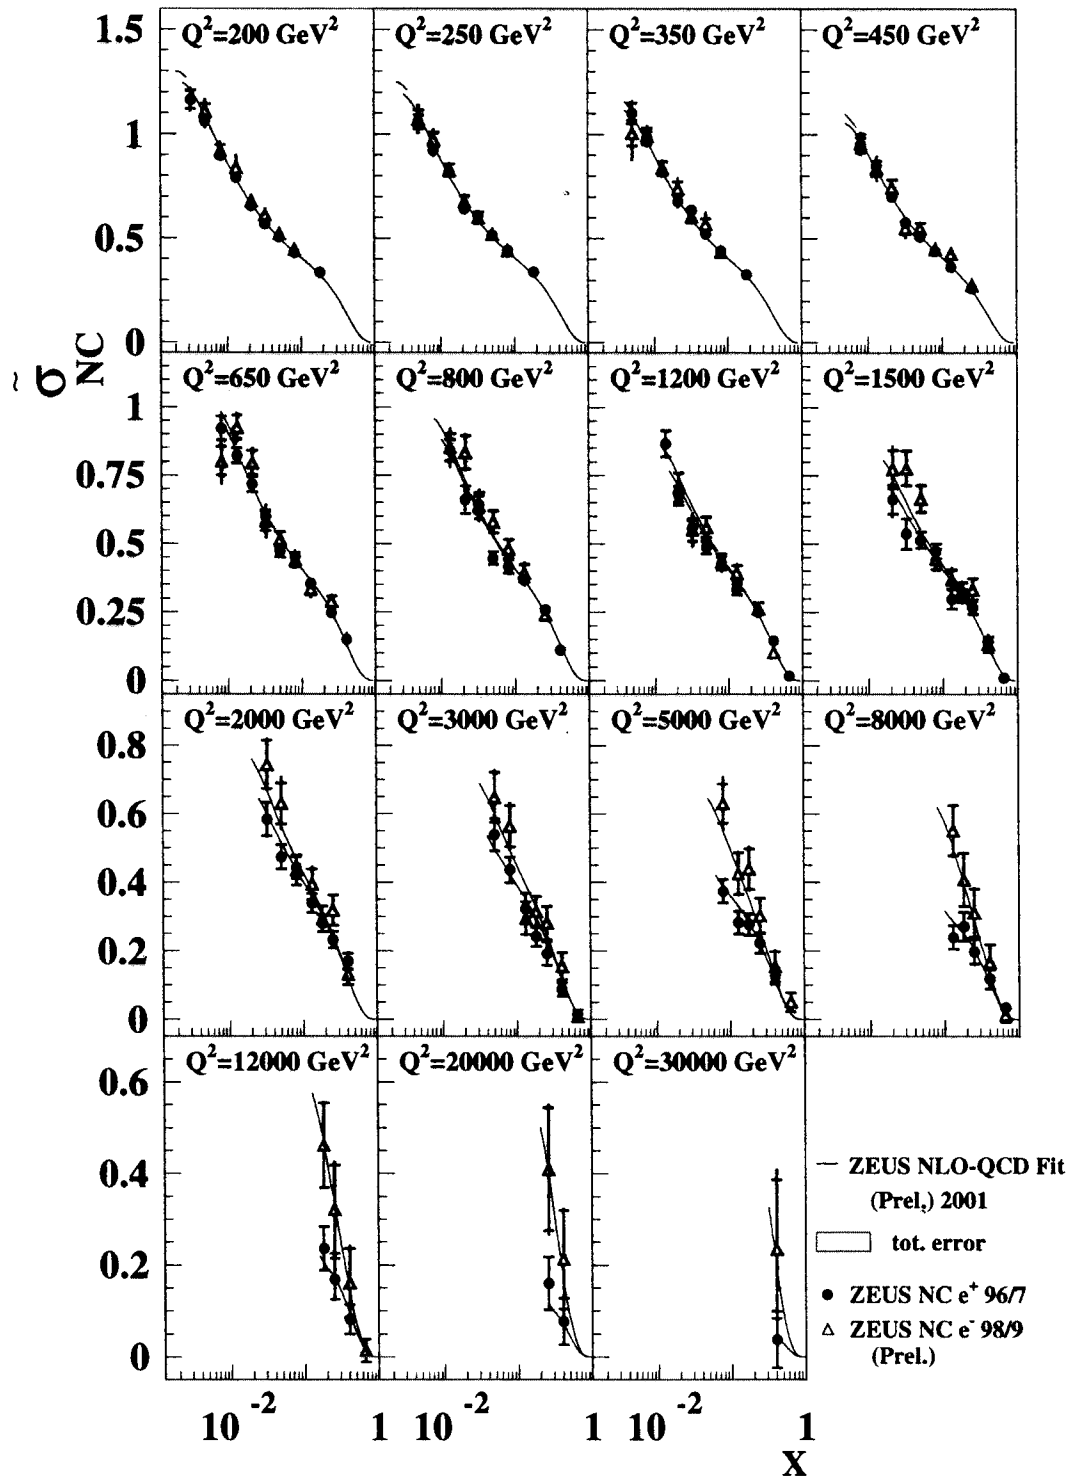 1.5
Q²=200 GeV²
Q²=250 GeV²
Q²=350 GeV²
Q²=450 GeV²
1
0.5
0
σ̃ NC
Q²=650 GeV²
Q²=800 GeV²
Q²=1200 GeV²
Q²=1500 GeV²
1
0.75
0.5
0.25
0
Q²=2000 GeV²
Q²=3000 GeV²
Q²=5000 GeV²
Q²=8000 GeV²
0.8
0.6
0.4
0.2
0
Q²=12000 GeV²
Q²=20000 GeV²
Q²=30000 GeV²
0.6
0.4
0.2
0
ZEUS NLO-QCD Fit
(Prel.) 2001
tot. error
ZEUS NC e⁺ 96/7
ZEUS NC e⁻ 98/9
(Prel.)
10⁻² 1 10⁻² 1 10⁻² 1
X